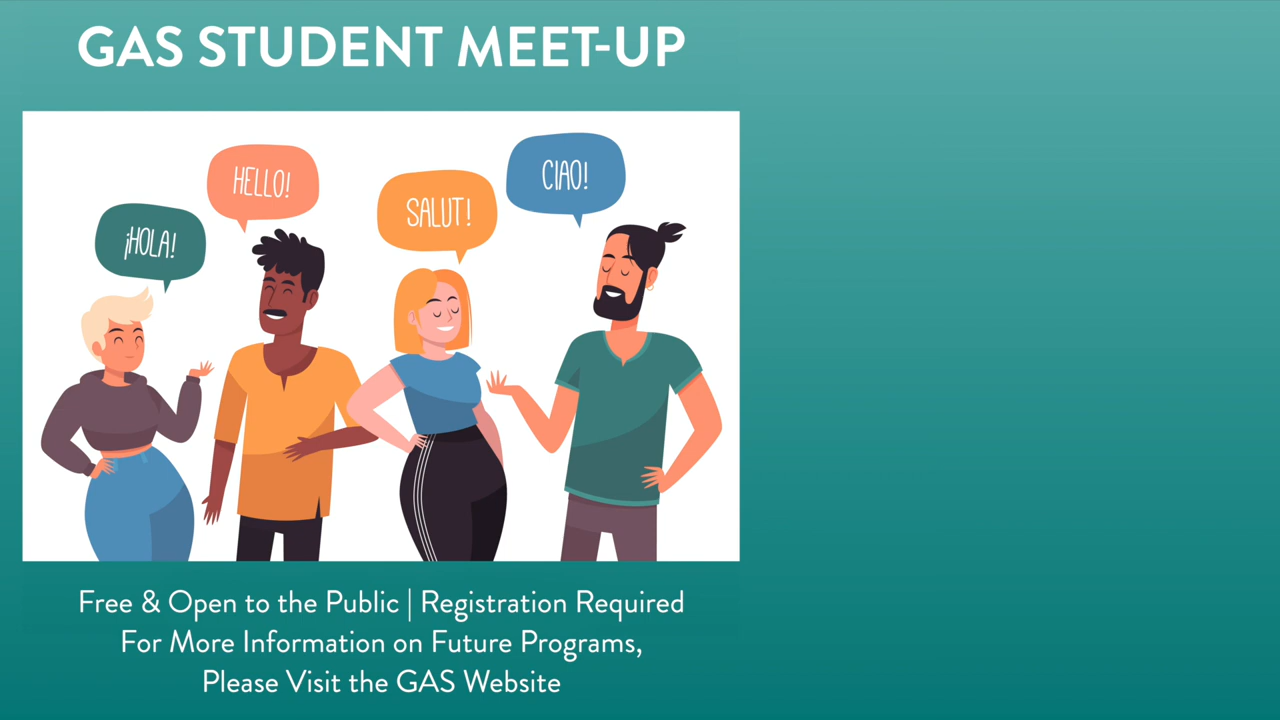 GAS STUDENT MEET-UP
¡HOLA!
HELLO!
SALUT!
CIAO!
Free & Open to the Public | Registration Required
For More Information on Future Programs,
Please Visit the GAS Website